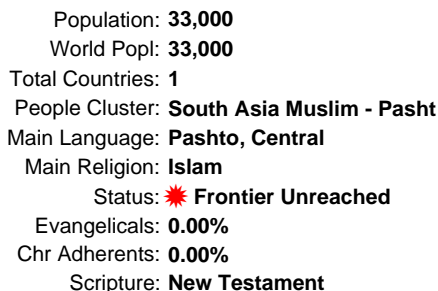 Population: 33,000
World Popl: 33,000
Total Countries: 1
People Cluster: South Asia Muslim - Pasht
Main Language: Pashto, Central
Main Religion: Islam
Status: Frontier Unreached
Evangelicals: 0.00%
Chr Adherents: 0.00%
Scripture: New Testament